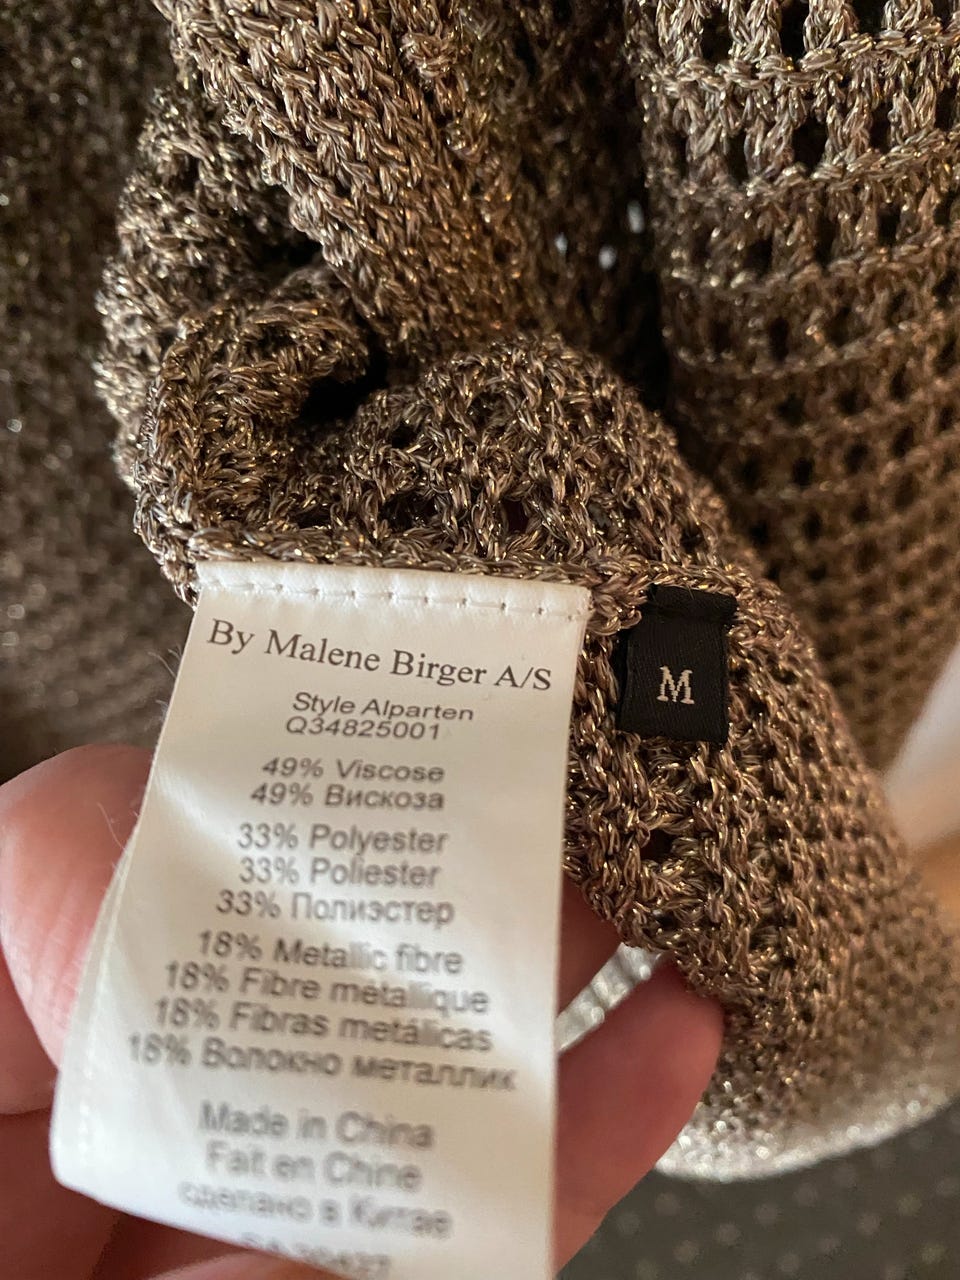 By Malene Birger A/S
Style Alparten
Q34825001
49% Viscose
49% Вискоза
33% Polyester
33% Poliester
33% Полиэстер
18% Metallic fibre
18% Fibre métallique
18% Fibras metálicas
18% Волокно металлик
Made in China
Fait en Chine
сделано в Китае
M